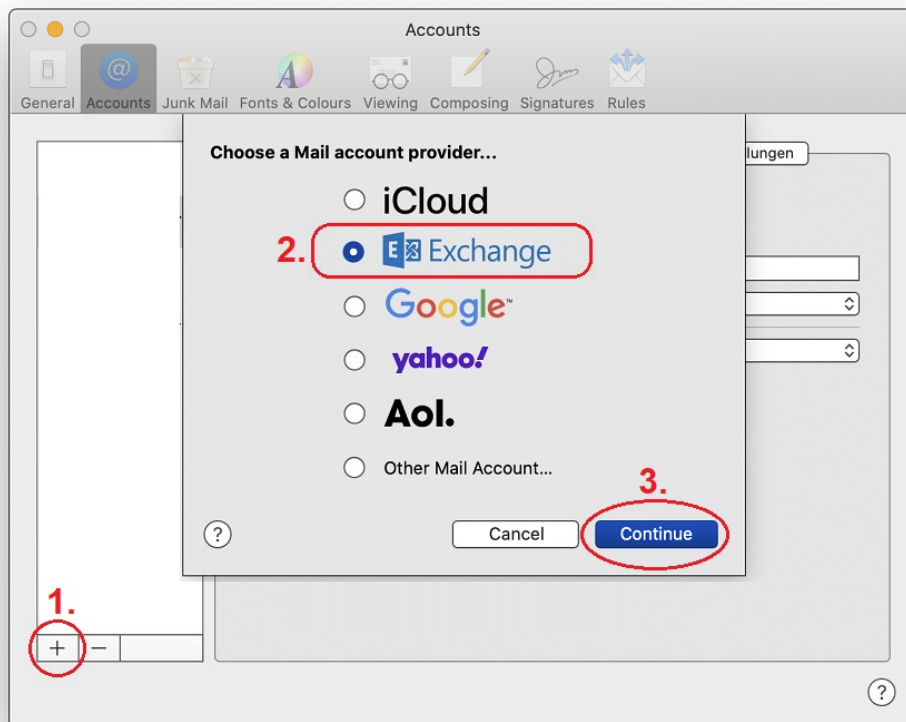 Accounts
General Accounts Junk Mail Fonts & Colours Viewing Composing Signatures Rules
Choose a Mail account provider...
lungen
iCloud
2. E Exchange
Google™
yahoo!
Aol.
Other Mail Account...
3.
? Cancel Continue
1.
+ −
?